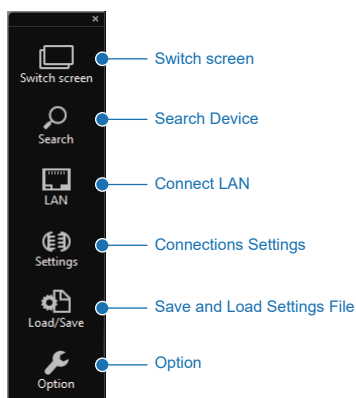 ×
Switch screen
Switch screen
Search
Search Device
LAN
Connect LAN
Settings
Connections Settings
Load/Save
Save and Load Settings File
Option
Option